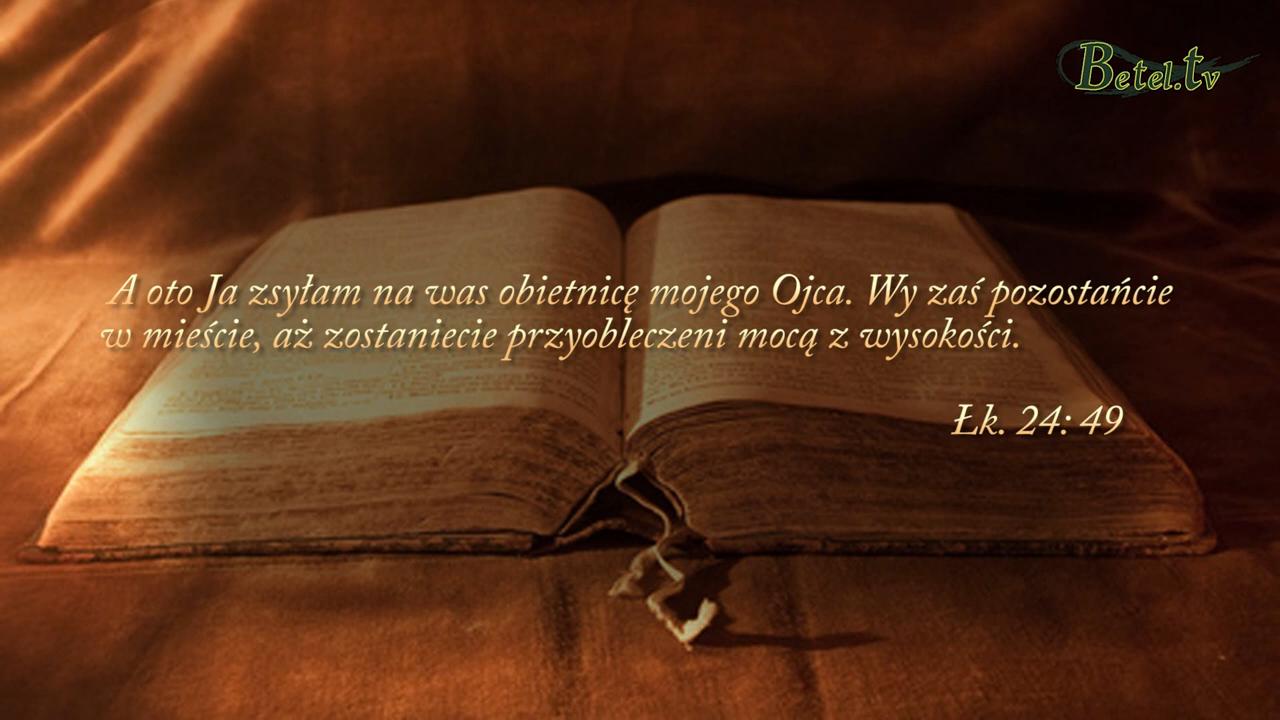 Betel.tv
A oto Ja zsyłam na was obietnicę mojego Ojca. Wy zaś pozostańcie
w mieście, aż zostaniecie przyobleczeni mocą z wysokości.
Łk. 24: 49